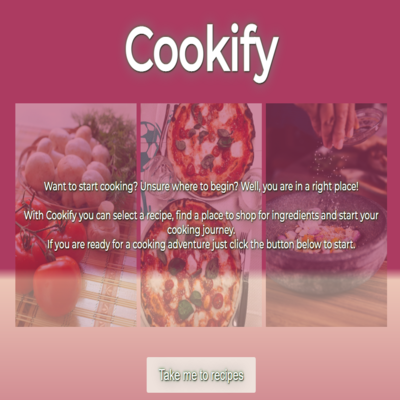 Cookify
Want to start cooking? Unsure where to begin? Well, you are in a right place!
With Cookify you can select a recipe, find a place to shop for ingredients and start your
cooking journey.
If you are ready for a cooking adventure just click the button below to start.
Take me to recipes